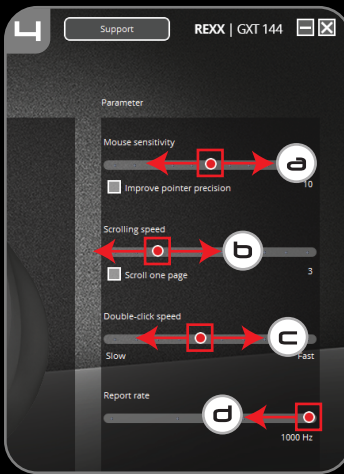 4
Support
REXX | GXT 144
Parameter
Mouse sensitivity
a
Improve pointer precision
10
Scrolling speed
b
Scroll one page
3
Double-click speed
c
Slow
Fast
Report rate
d
1000 Hz